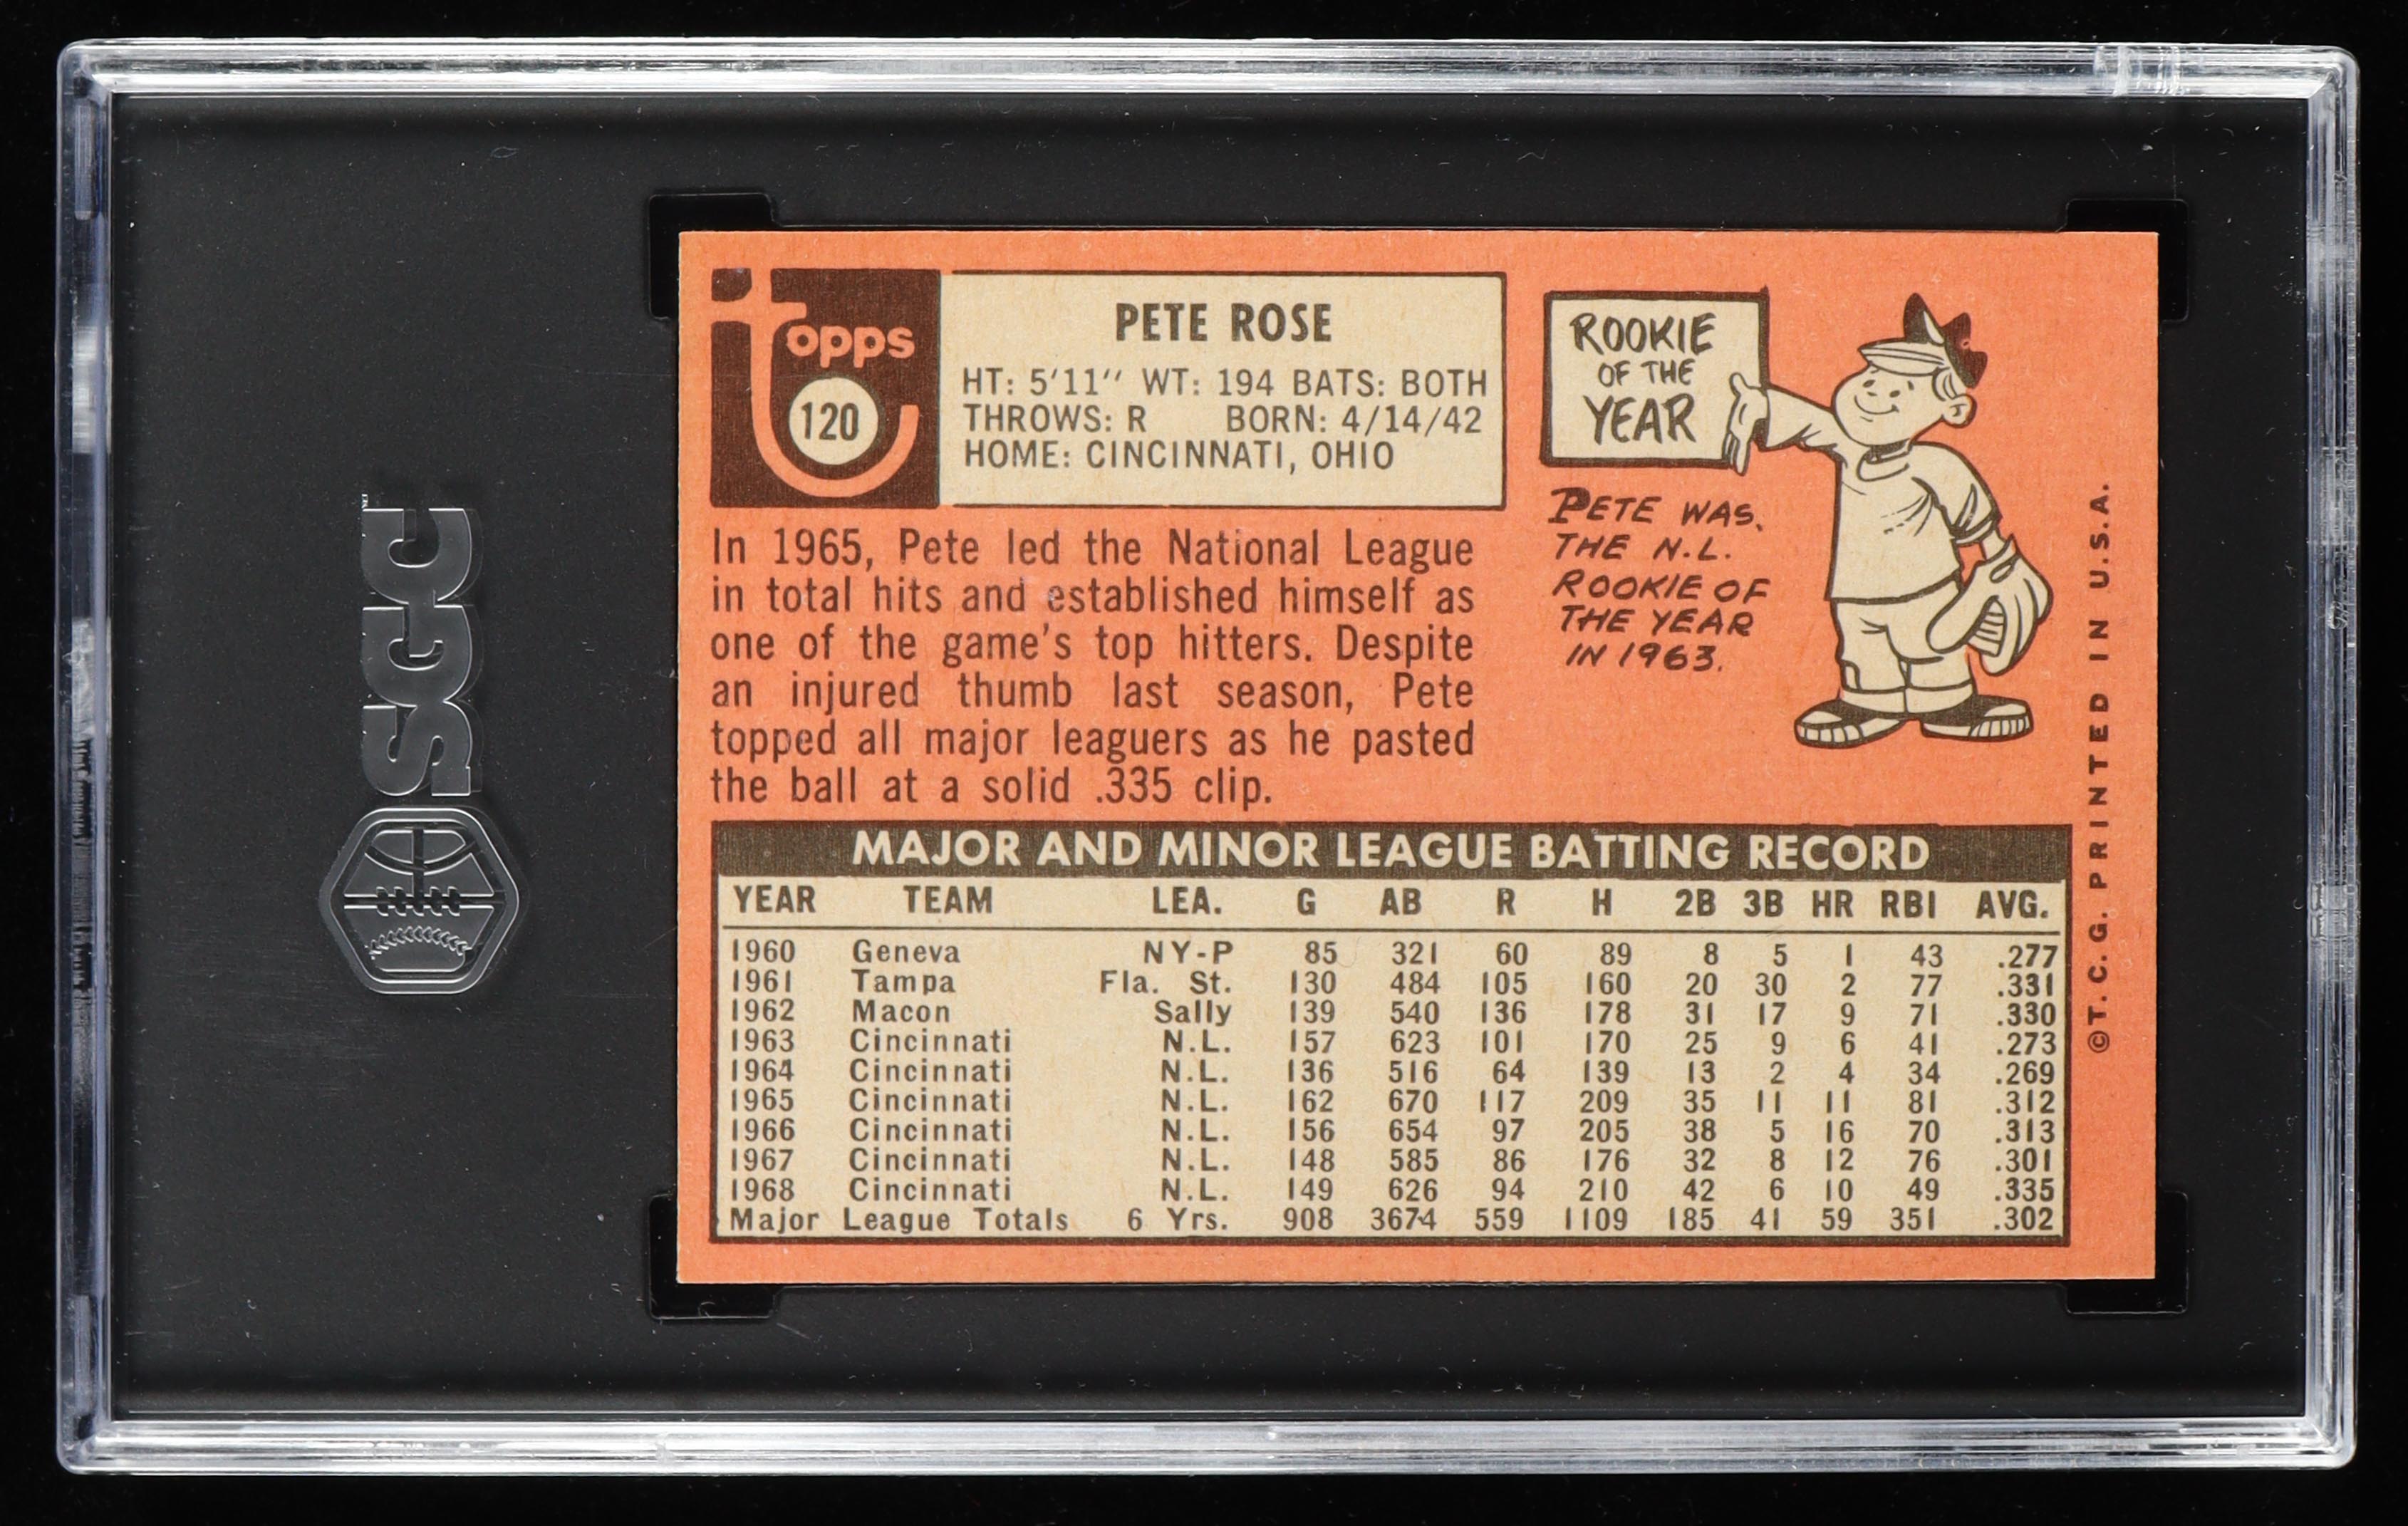 SGC
topps
120
PETE ROSE
HT: 5'11" WT: 194 BATS: BOTH
THROWS: R BORN: 4/14/42
HOME: CINCINNATI, OHIO
In 1965, Pete led the National League
in total hits and established himself as
one of the game's top hitters. Despite
an injured thumb last season, Pete
topped all major leaguers as he pasted
the ball at a solid .335 clip.
ROOKIE
OF THE
YEAR
PETE WAS
THE N.L.
ROOKIE OF
THE YEAR
IN 1963.
MAJOR AND MINOR LEAGUE BATTING RECORD
YEAR TEAM LEA. G AB R H 2B 3B HR RBI AVG.
1960 Geneva NY-P 85 321 60 89 8 5 1 43 .277
1961 Tampa Fla. St. 130 484 105 160 20 30 2 77 .331
1962 Macon Sally 139 540 136 178 31 17 9 71 .330
1963 Cincinnati N.L. 157 623 101 170 25 9 6 41 .273
1964 Cincinnati N.L. 136 516 64 139 13 2 4 34 .269
1965 Cincinnati N.L. 162 670 117 209 35 11 11 81 .312
1966 Cincinnati N.L. 156 654 97 205 38 5 16 70 .313
1967 Cincinnati N.L. 148 585 86 176 32 8 12 76 .301
1968 Cincinnati N.L. 149 626 94 210 42 6 10 49 .335
Major League Totals 6 Yrs. 908 3674 559 1109 185 41 59 351 .302
©T. C. G. PRINTED IN U.S.A.